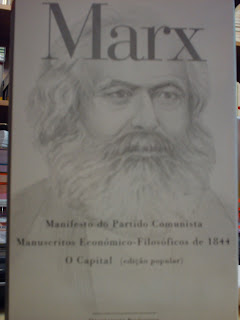 Marx
Manifesto do Partido Comunista
Manuscritos Económico-Filosóficos de 1844
O Capital (edição popular)